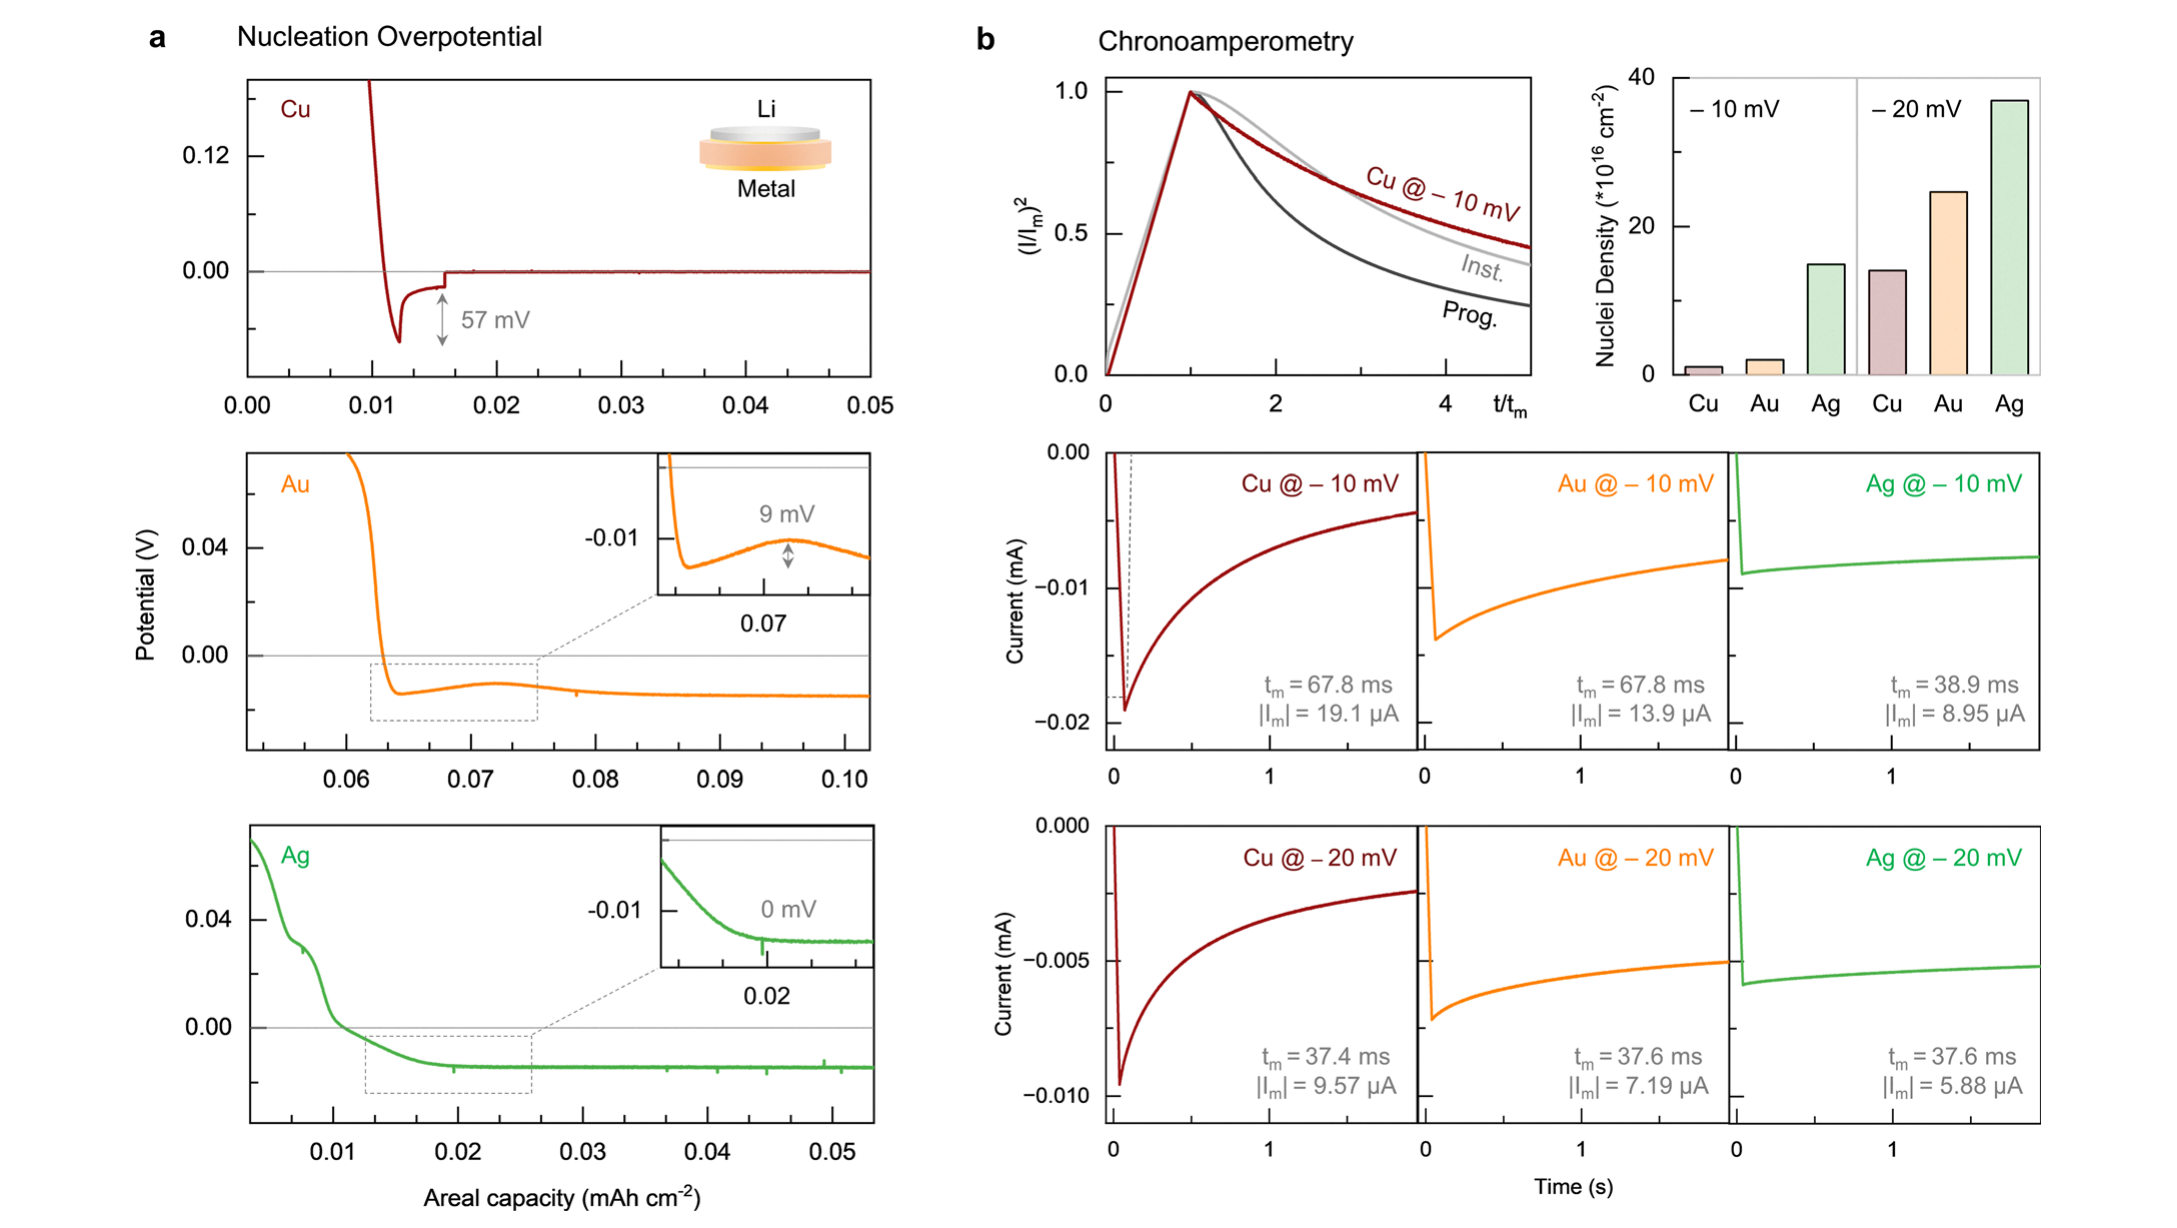 a Nucleation Overpotential
Cu
Li
Metal
0.12
0.00
57 mV
0.00 0.01 0.02 0.03 0.04 0.05
Au
0.04
0.00
-0.01
9 mV
0.07
0.06 0.07 0.08 0.09 0.10
Potential (V)
Ag
0.04
0.00
-0.01
0 mV
0.02
0.01 0.02 0.03 0.04 0.05
Areal capacity (mAh cm⁻²)
b Chronoamperometry
(I/Iₘ)²
1.0
0.5
0.0
Cu @ – 10 mV
Inst.
Prog.
0 2 4 t/tₘ
Nuclei Density (*10¹⁶ cm⁻²)
40
20
0
– 10 mV – 20 mV
Cu Au Ag Cu Au Ag
Current (mA)
0.00
−0.01
−0.02
Cu @ – 10 mV
tₘ = 67.8 ms
|Iₘ| = 19.1 µA
Au @ – 10 mV
tₘ = 67.8 ms
|Iₘ| = 13.9 µA
Ag @ – 10 mV
tₘ = 38.9 ms
|Iₘ| = 8.95 µA
0 1 0 1 0 1
Current (mA)
0.000
−0.005
−0.010
Cu @ – 20 mV
tₘ = 37.4 ms
|Iₘ| = 9.57 µA
Au @ – 20 mV
tₘ = 37.6 ms
|Iₘ| = 7.19 µA
Ag @ – 20 mV
tₘ = 37.6 ms
|Iₘ| = 5.88 µA
0 1 0 1 0 1
Time (s)